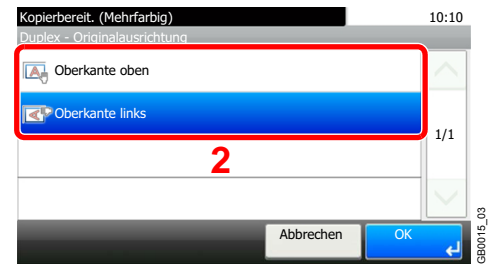 Kopierbereit. (Mehrfarbig) 10:10
Duplex - Originalausrichtung
Oberkante oben
Oberkante links
1/1
2
Abbrechen OK
GB0015_03